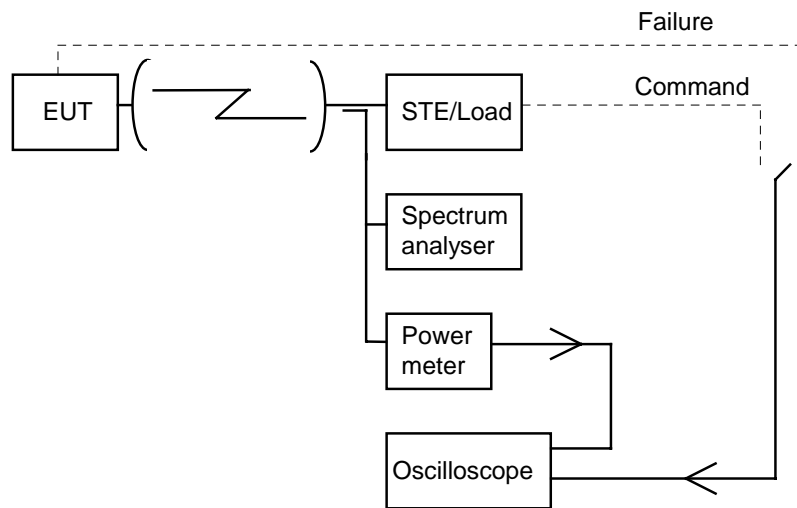 Failure
Command
EUT
STE/Load
Spectrum
analyser
Power
meter
Oscilloscope